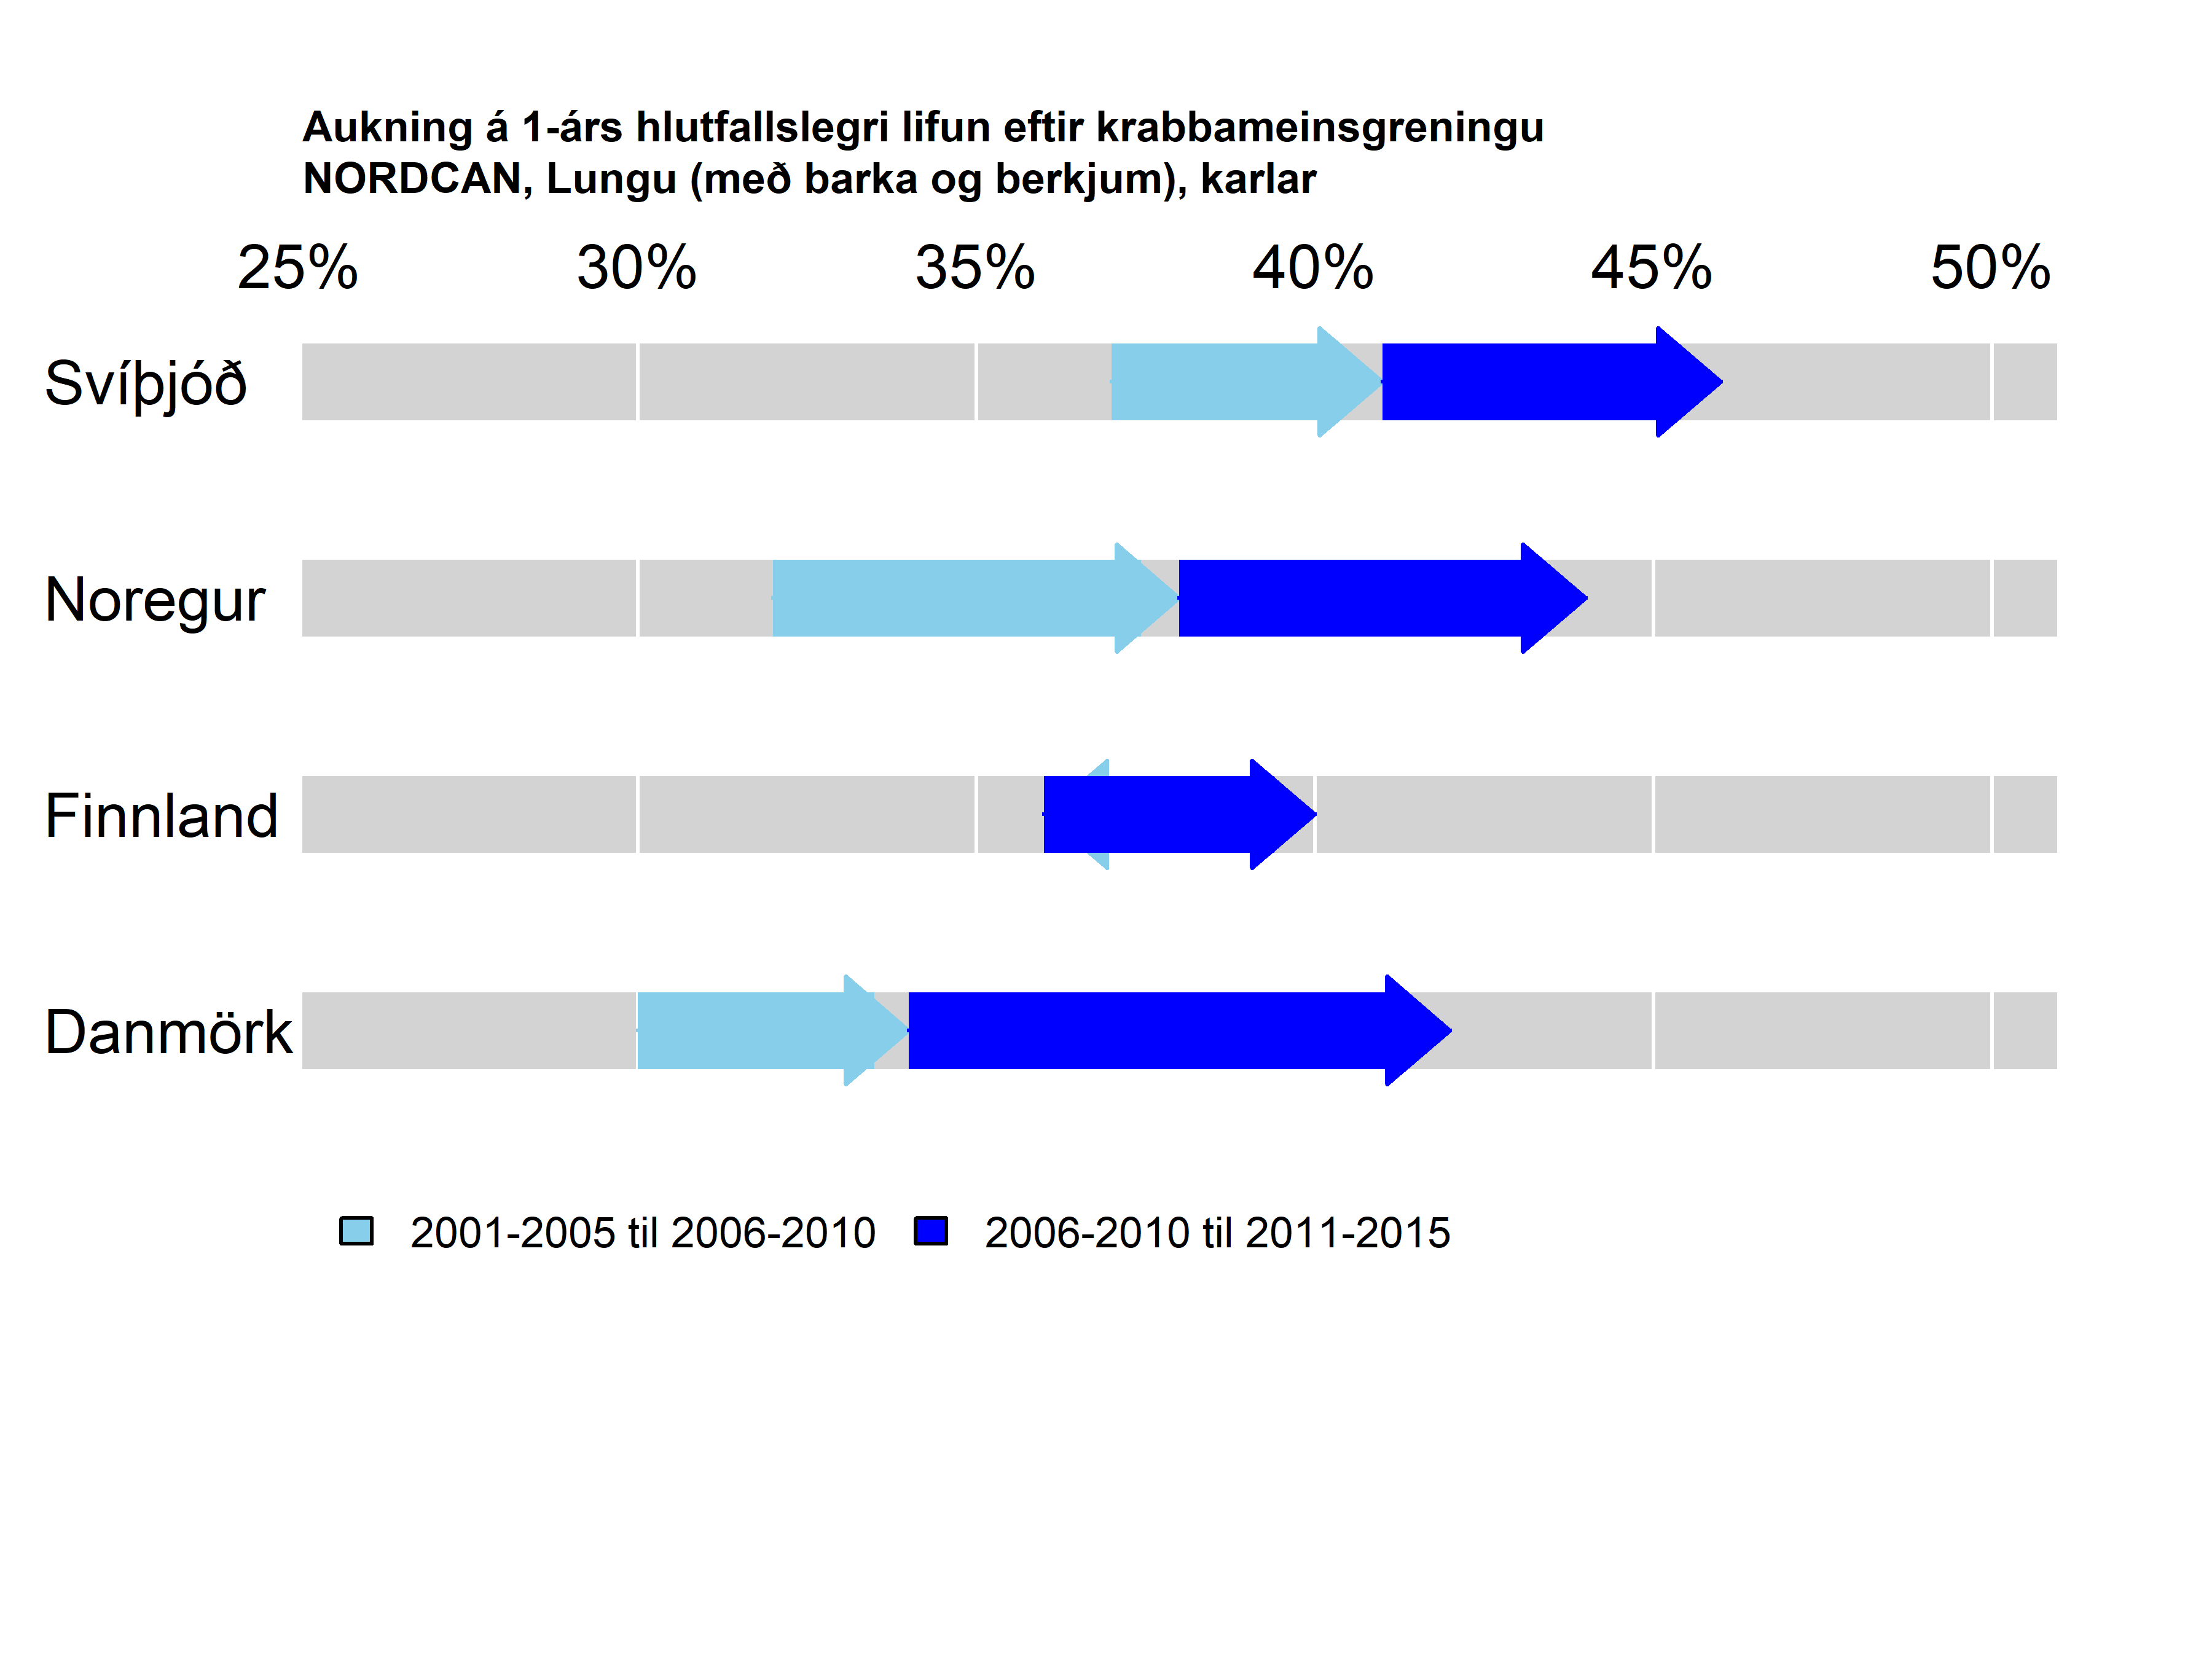 Aukning á 1-árs hlutfallslegri lifun eftir krabbameinsgreningu
NORDCAN, Lungu (með barka og berkjum), karlar
25% 30% 35% 40% 45% 50%
Svíþjóð
Noregur
Finnland
Danmörk
2001-2005 til 2006-2010 2006-2010 til 2011-2015